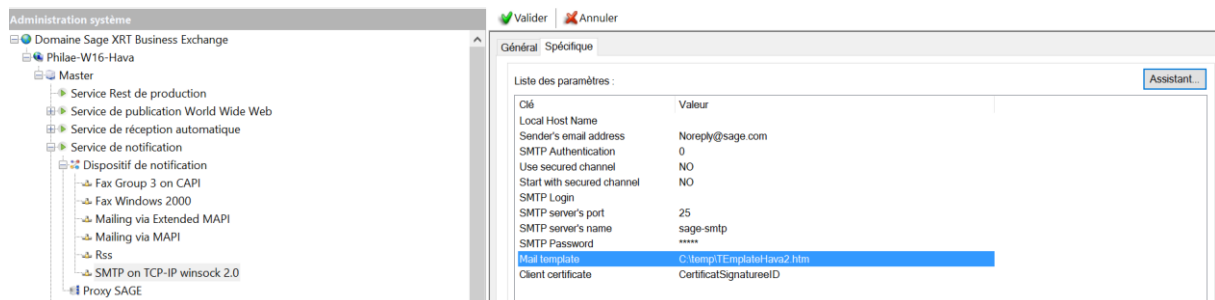 Administration système
Domaine Sage XRT Business Exchange
Philae-W16-Hava
Master
Service Rest de production
Service de publication World Wide Web
Service de réception automatique
Service de notification
Dispositif de notification
Fax Group 3 on CAPI
Fax Windows 2000
Mailing via Extended MAPI
Mailing via MAPI
Rss
SMTP on TCP-IP winsock 2.0
Proxy SAGE
Valider Annuler
Général Spécifique
Liste des paramètres :
Assistant...
Clé Valeur
Local Host Name
Sender's email address Noreply@sage.com
SMTP Authentication 0
Use secured channel NO
Start with secured channel NO
SMTP Login
SMTP server's port 25
SMTP server's name sage-smtp
SMTP Password *****
Mail template C:\temp\TEmplateHava2.htm
Client certificate CertificatSignatureeID